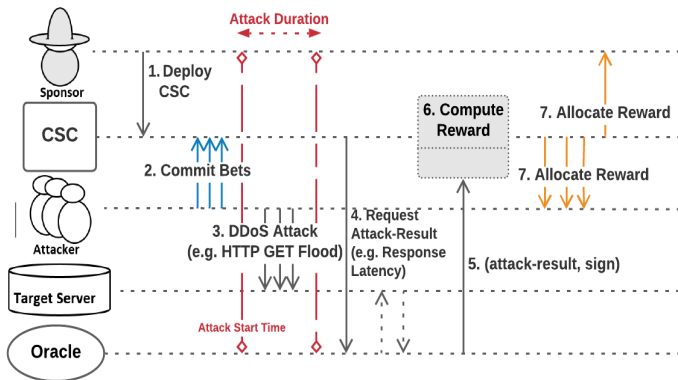 Attack Duration
Sponsor
1. Deploy
CSC
CSC
6. Compute
Reward
7. Allocate Reward
2. Commit Bets
7. Allocate Reward
Attacker
3. DDoS Attack
(e.g. HTTP GET Flood)
4. Request
Attack-Result
(e.g. Response
Latency)
5. (attack-result, sign)
Target Server
Attack Start Time
Oracle